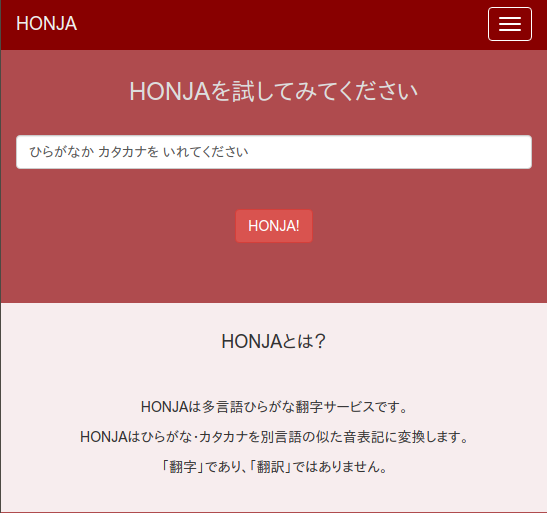 HONJA
HONJAを試してみてください
ひらがなか カタカナを いれてください
HONJA!
HONJAとは?
HONJAは多言語ひらがな翻字サービスです。
HONJAはひらがな・カタカナを別言語の似た音表記に変換します。
「翻字」であり、「翻訳」ではありません。